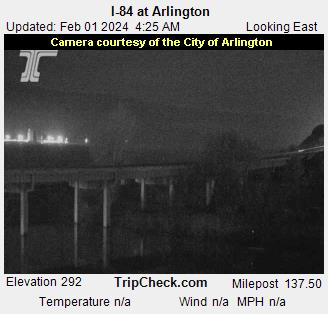 I-84 at Arlington
Updated: Feb 01 2024 4:25 AM Looking East
Camera courtesy of the City of Arlington
Elevation 292 TripCheck.com Milepost 137.50
Temperature n/a Wind n/a MPH n/a